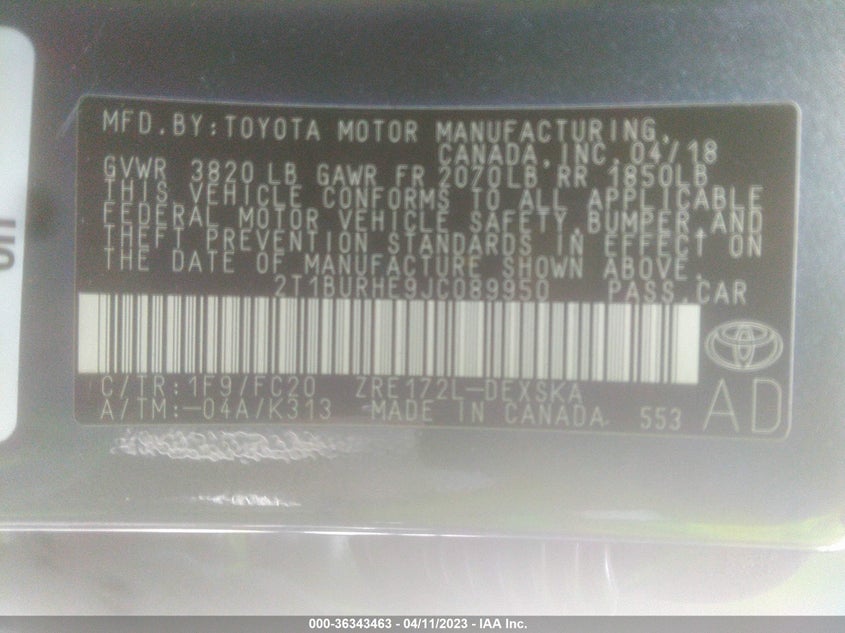 MFD.BY:TOYOTA MOTOR MANUFACTURING,
CANADA,INC. 04/18
GVWR 3820 LB GAWR FR 2070LB RR 1850LB
THIS VEHICLE CONFORMS TO ALL APPLICABLE
FEDERAL MOTOR VEHICLE SAFETY,BUMPER,AND
THEFT PREVENTION STANDARDS IN EFFECT ON
THE DATE OF MANUFACTURE SHOWN ABOVE.
2T1BURHE9JC089950 PASS.CAR
C/TR:1F9/FC20 ZRE172L-DEXSKA
A/TM:-04A/K313 MADE IN CANADA 553
AD
000-36343463 - 04/11/2023 - IAA Inc.